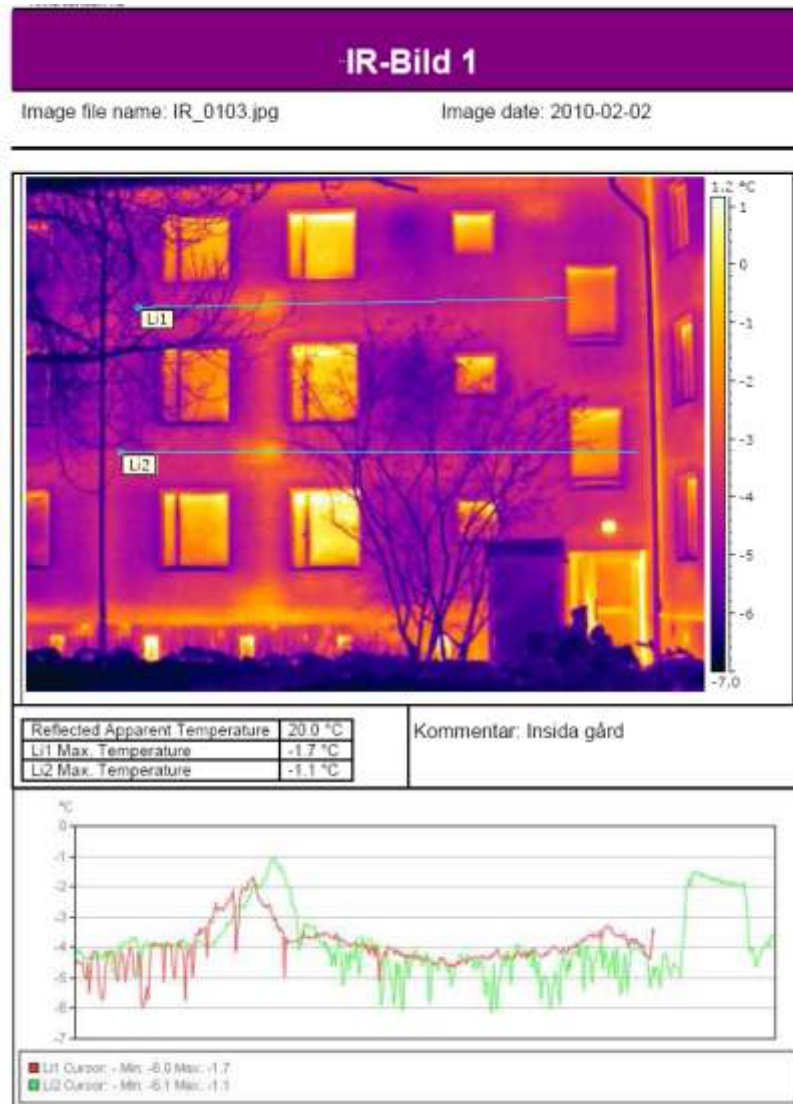 IR-Bild 1
Image file name: IR_0103.jpg Image date: 2010-02-02
1.2 °C
1
0
-1
-2
-3
-4
-5
-6
-7.0
Li1
Li2
Reflected Apparent Temperature 20.0 °C
Li1 Max. Temperature -1.7 °C
Li2 Max. Temperature -1.1 °C
Kommentar: Insida gård
°C
0
-1
-2
-3
-4
-5
-6
-7
Li1 Cursor: - Min: -6.0 Max: -1.7
Li2 Cursor: - Min: -6.1 Max: -1.1